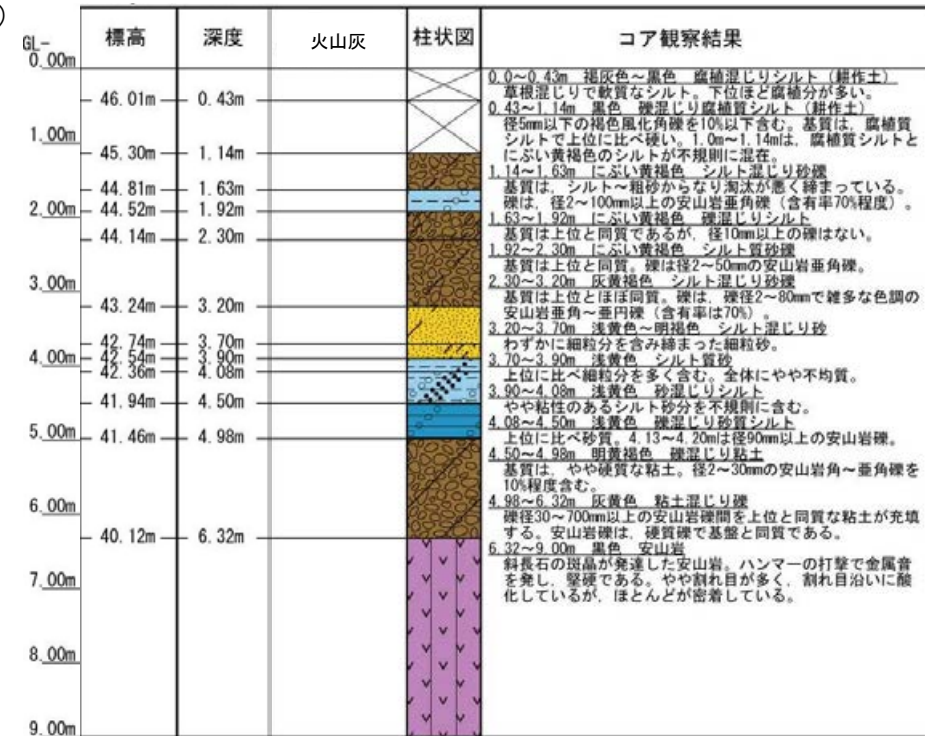 標高 深度 火山灰 柱状図 コア観察結果
GL-
0.00m
0.0～0.43m 褐灰色～黒色 腐植混じりシルト（耕作土）
草根混じりで軟質なシルト。下位ほど腐植分が多い。
46.01m 0.43m
0.43～1.14m 黒色 礫混じり腐植質シルト（耕作土）
径5mm以下の褐色風化角礫を10%以下含む。基質は、腐植質
シルトで上位に比べ硬い。1.0m～1.14mは、腐植質シルトと
にぶい黄褐色のシルトが不規則に混在。
1.00m
45.30m 1.14m
1.14～1.63m にぶい黄褐色 シルト混じり砂礫
基質は、シルト～粗砂からなり淘汰が悪く締まっている。
礫は、径2～100mm以上の安山岩亜角礫（含有率70%程度）。
44.81m 1.63m
1.63～1.92m にぶい黄褐色 礫混じりシルト
基質は上位と同質であるが、径10mm以上の礫はない。
44.52m 1.92m
2.00m
1.92～2.30m にぶい黄褐色 シルト質砂礫
基質は上位と同質。礫は径2～50mmの安山岩亜角礫。
44.14m 2.30m
2.30～3.20m 灰黄褐色 シルト混じり砂礫
基質は上位とほぼ同質。礫は、礫径2～80mmで雑多な色調の
安山岩亜角～亜円礫（含有率は70%）。
3.00m
43.24m 3.20m
3.20～3.70m 浅黄色～明褐色 シルト混じり砂
わずかに細粒分を含み締まった細粒砂。
42.74m 3.70m
3.70～3.90m 浅黄色 シルト質砂
上位に比べ細粒分を多く含む。全体にやや不均質。
42.54m 3.90m
4.00m
3.90～4.08m 浅黄色 砂混じりシルト
やや粘性のあるシルト砂分を不規則に含む。
42.36m 4.08m
4.08～4.50m 浅黄色 礫混じり砂質シルト
上位に比べ砂質。4.13～4.20mは径90mm以上の安山岩礫。
41.94m 4.50m
4.50～4.98m 明黄褐色 礫混じり粘土
基質は、やや硬質な粘土。径2～30mmの安山岩角～亜角礫を
10%程度含む。
41.46m 4.98m
5.00m
4.98～6.32m 灰黄色 粘土混じり礫
礫径30～700mm以上の安山岩礫間を上位と同質な粘土が充填
する。安山岩礫は、硬質礫で基盤と同質である。
6.00m
40.12m 6.32m
6.32～9.00m 黒色 安山岩
斜長石の斑晶が発達した安山岩。ハンマーの打撃で金属音
を発し、堅硬である。やや割れ目が多く、割れ目沿いに酸
化しているが、ほとんどが密着している。
7.00m
8.00m
9.00m